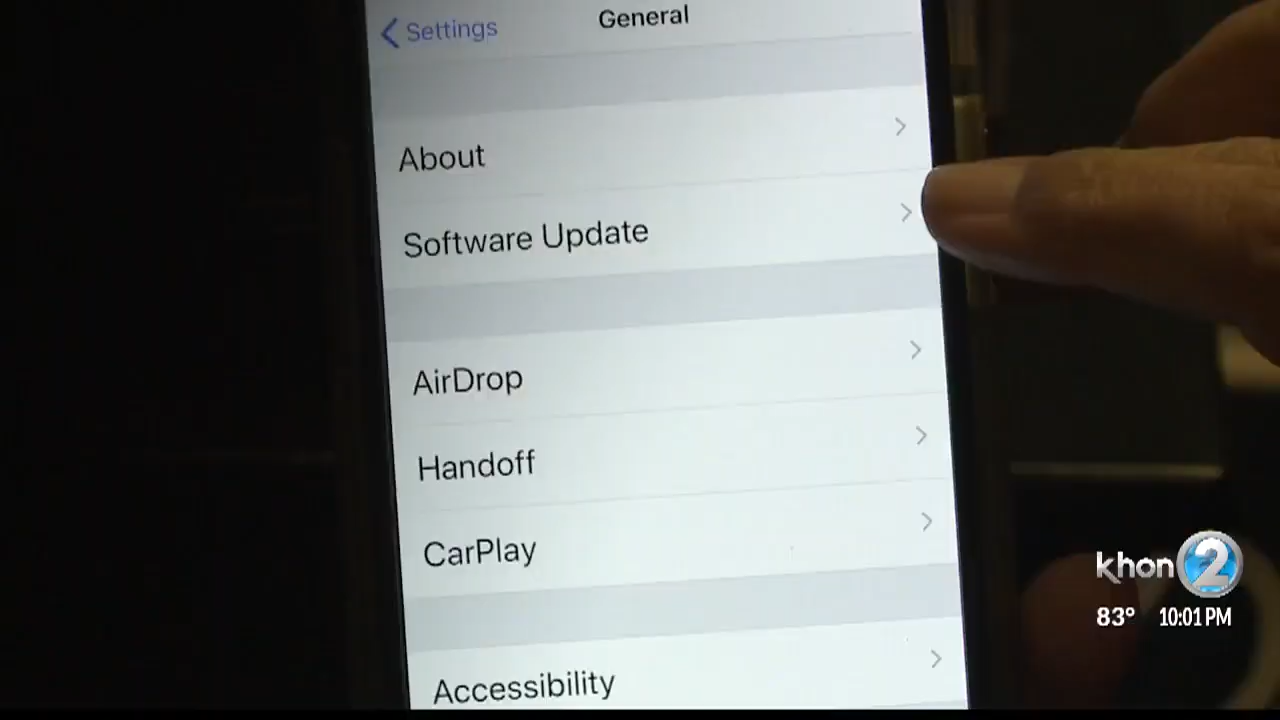 Settings
General
About
Software Update
AirDrop
Handoff
CarPlay
Accessibility
khon 2
83° 10:01 PM